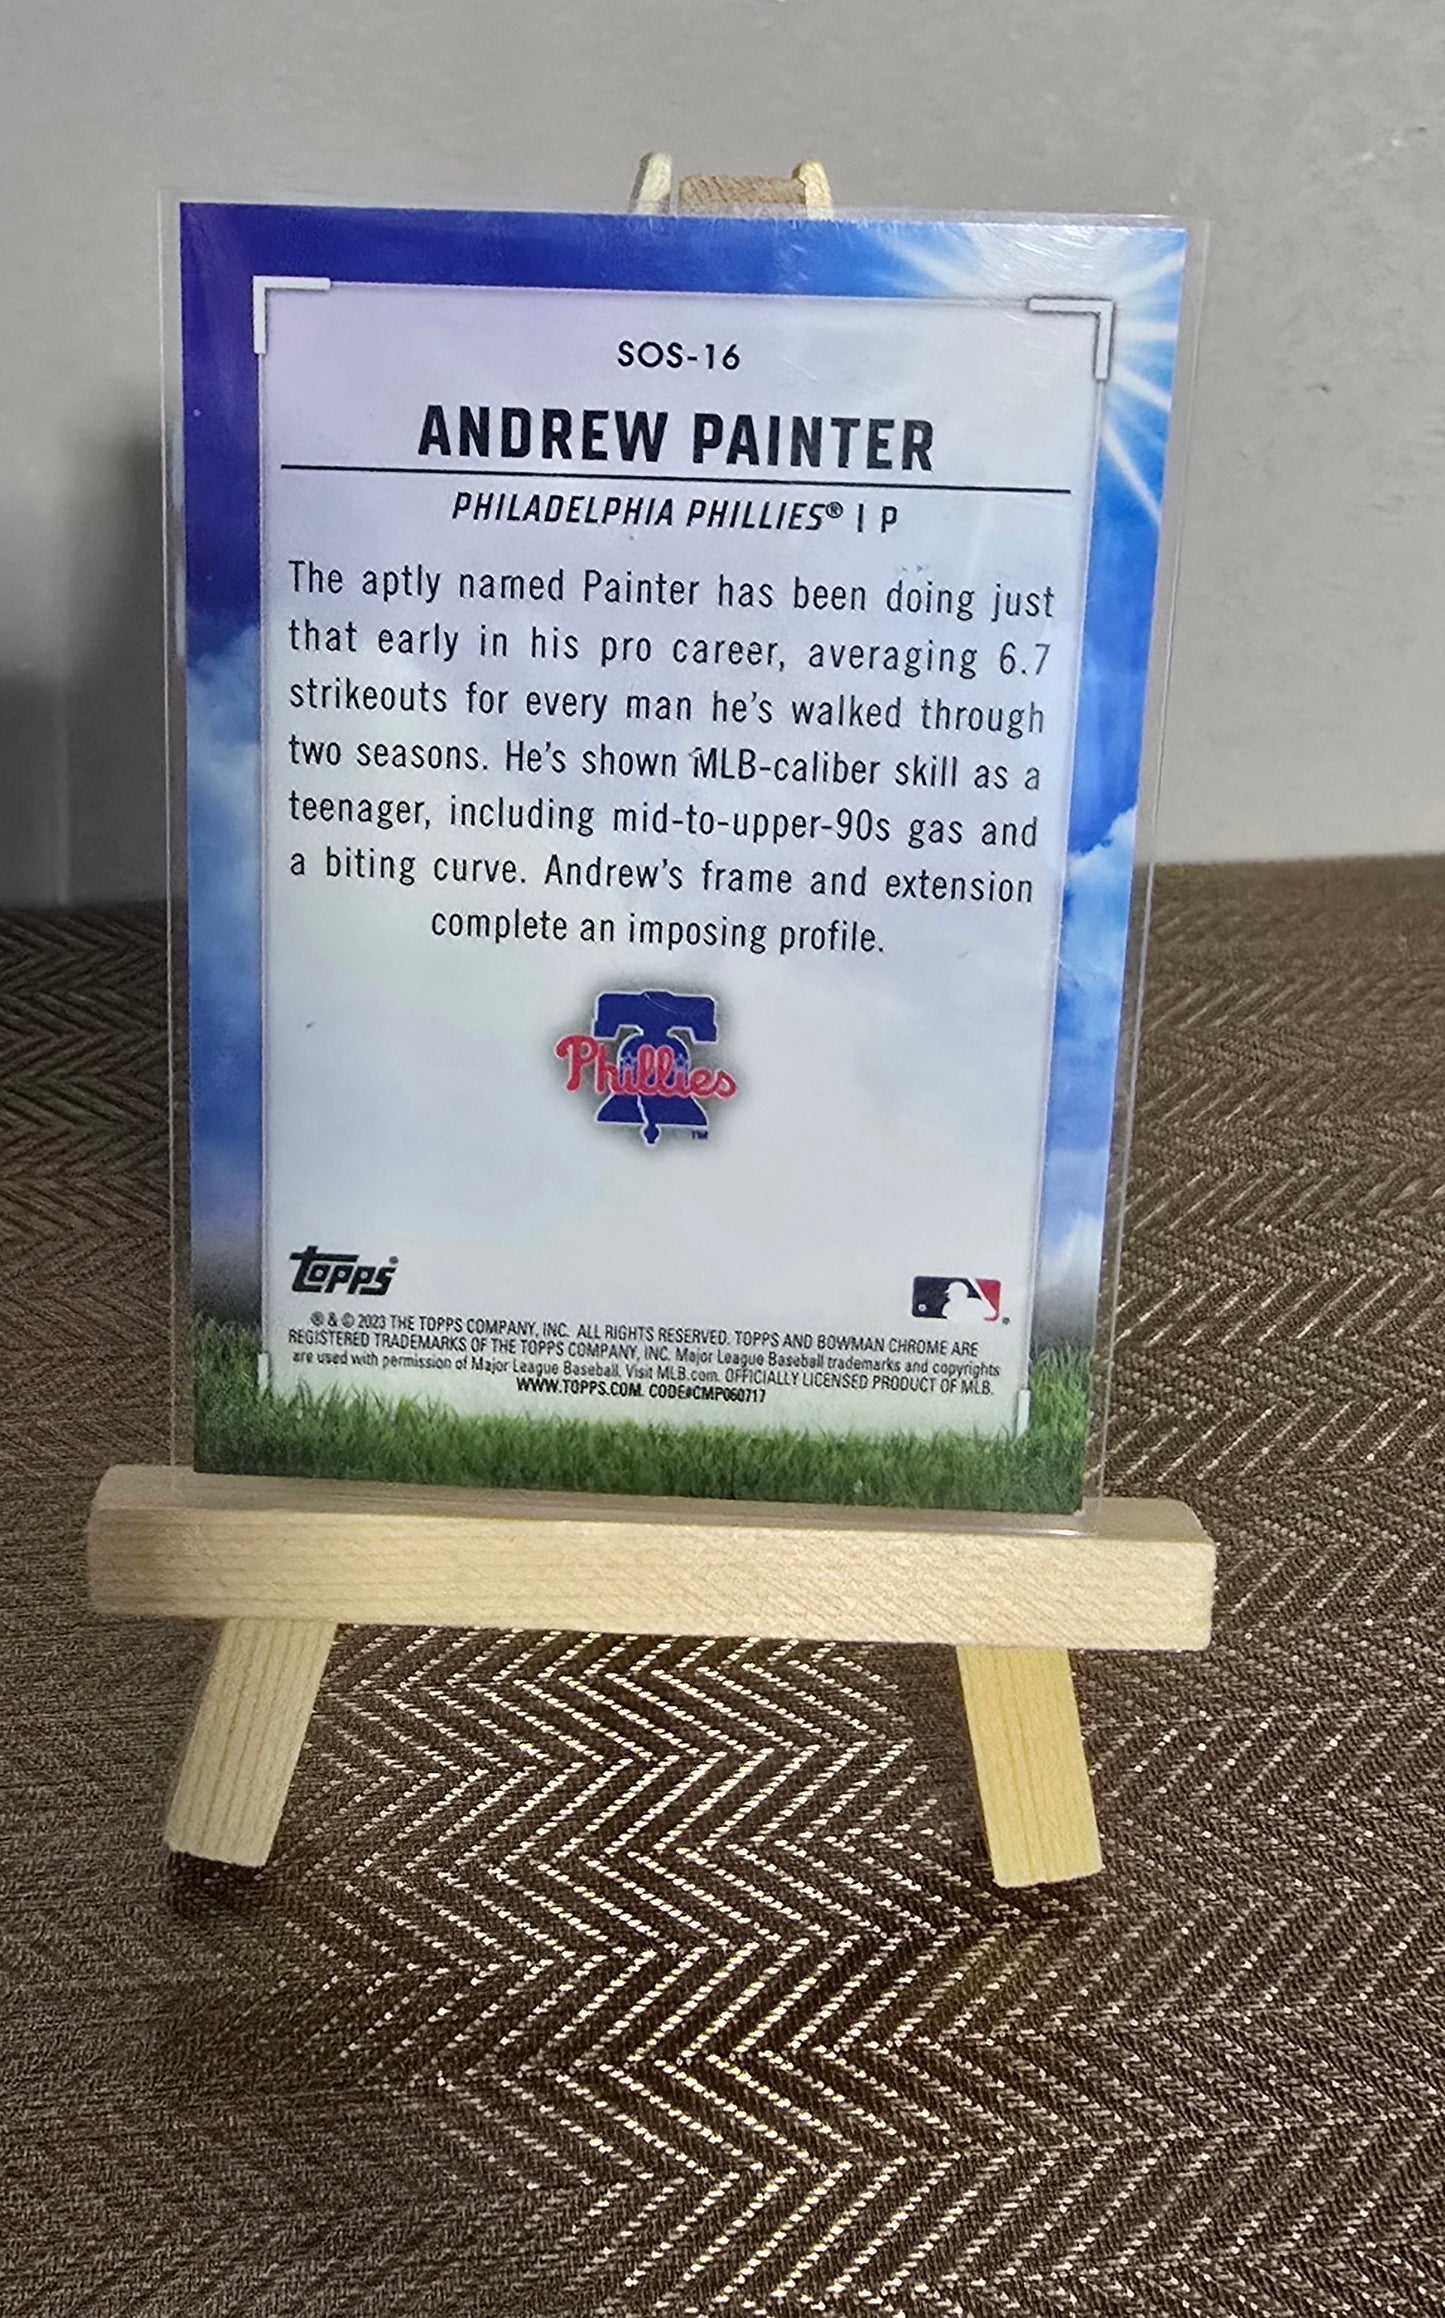 SOS-16
ANDREW PAINTER
PHILADELPHIA PHILLIES® | P
The aptly named Painter has been doing just
that early in his pro career, averaging 6.7
strikeouts for every man he's walked through
two seasons. He's shown MLB-caliber skill as a
teenager, including mid-to-upper-90s gas and
a biting curve. Andrew's frame and extension
complete an imposing profile.
Phillies
TM
topps®
® & © 2023 THE TOPPS COMPANY, INC. ALL RIGHTS RESERVED. TOPPS AND BOWMAN CHROME ARE
REGISTERED TRADEMARKS OF THE TOPPS COMPANY, INC. Major League Baseball trademarks and copyrights
are used with permission of Major League Baseball. Visit MLB.com. OFFICIALLY LICENSED PRODUCT OF MLB.
WWW.TOPPS.COM. CODE#CMP060717